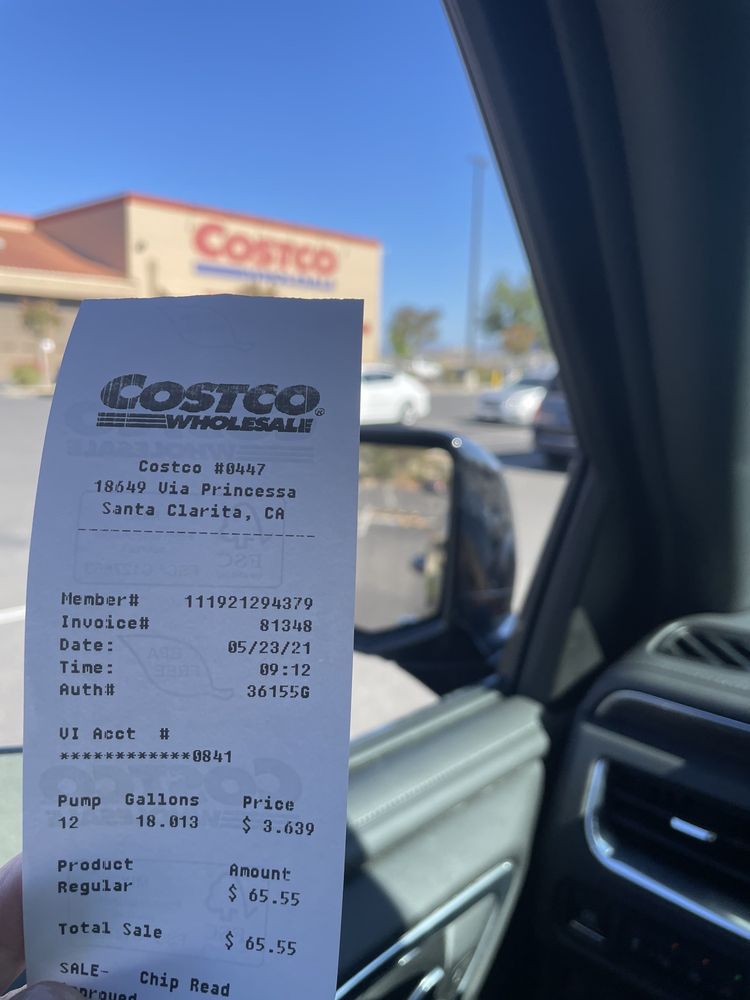 COSTCO
WHOLESALE
COSTCO
WHOLESALE
Costco #0447
18649 Via Princessa
Santa Clarita, CA
Member# 111921294379
Invoice# 81348
Date: 05/23/21
Time: 09:12
Auth# 36155G
VI Acct #
************0841
Pump Gallons Price
12 18.013 $ 3.639
Product Amount
Regular $ 65.55
Total Sale $ 65.55
SALE- Chip Read